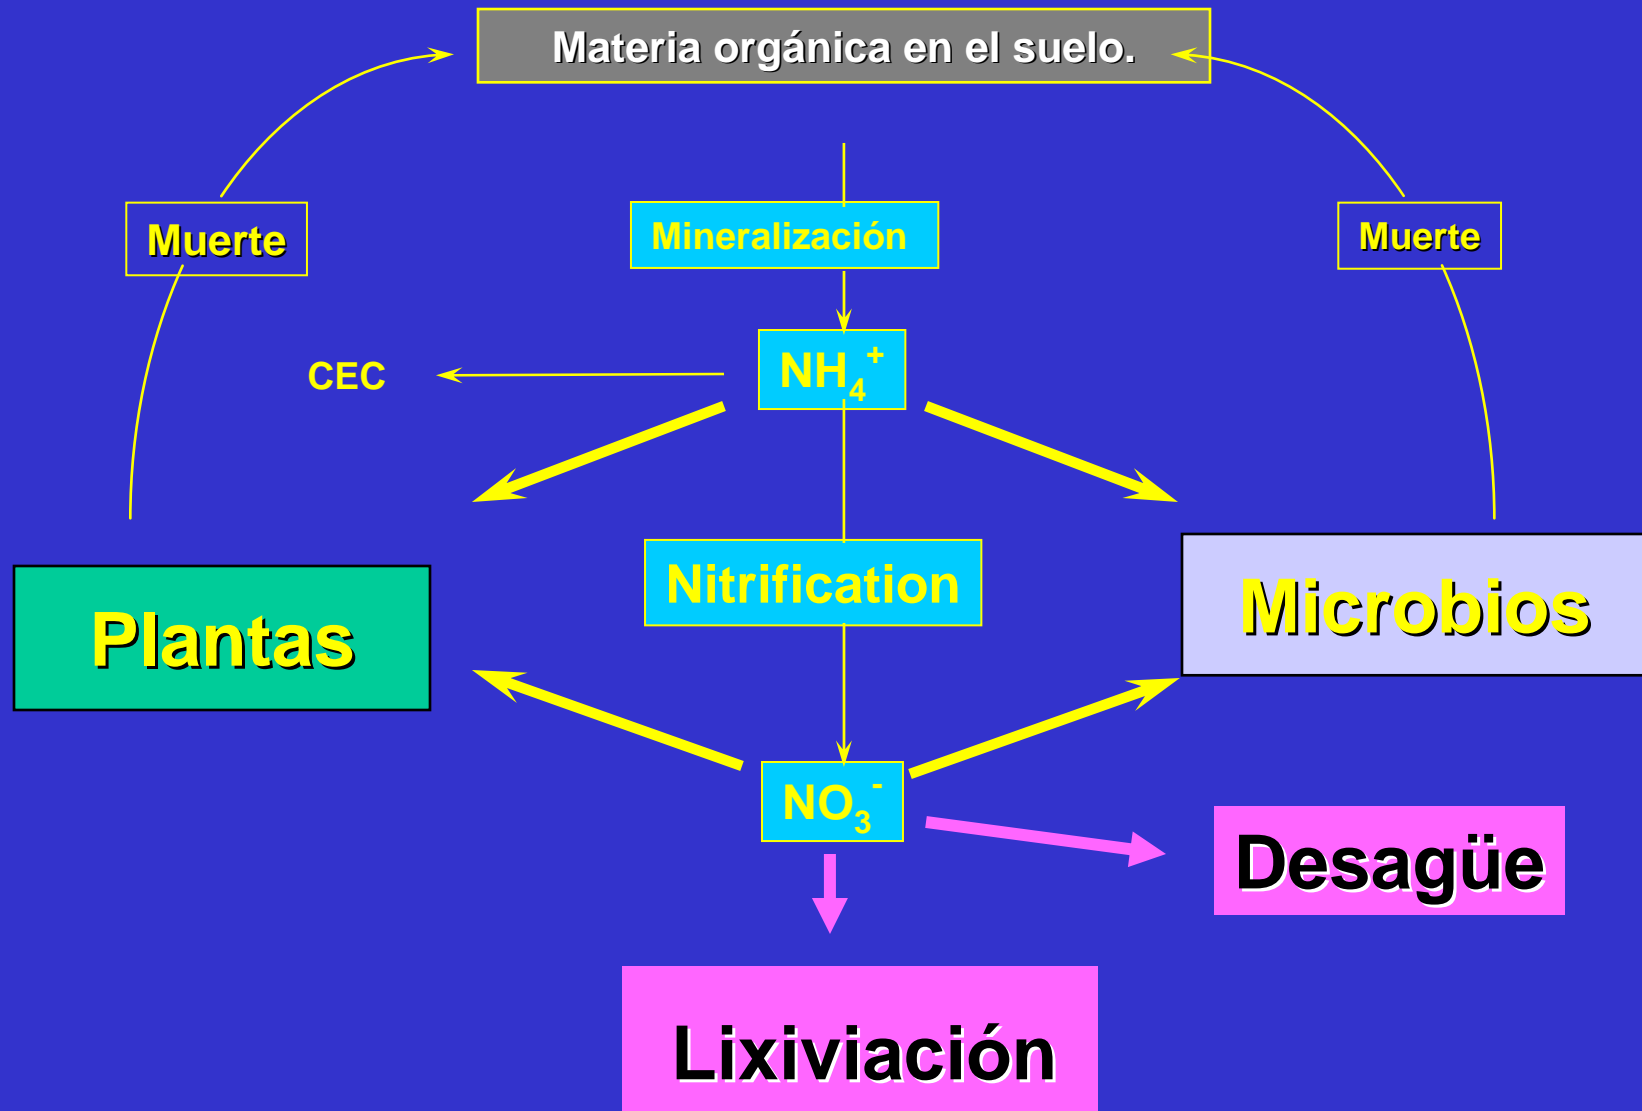 Materia orgánica en el suelo.
Muerte
Mineralización
Muerte
NH₄⁺
CEC
Nitrification
Plantas
Microbios
NO₃⁻
Desagüe
Lixiviación